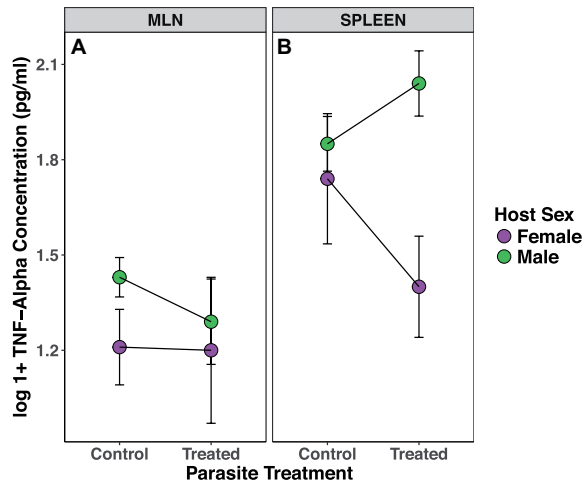 MLN
SPLEEN
A
B
log 1+ TNF−Alpha Concentration (pg/ml)
2.1
1.8
1.5
1.2
Control
Treated
Control
Treated
Parasite Treatment
Host Sex
Female
Male